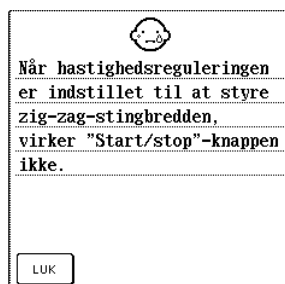 Når hastighedsreguleringen
er indstillet til at styre
zig-zag-stingbredden,
virker ”Start/stop”-knappen
ikke.
LUK